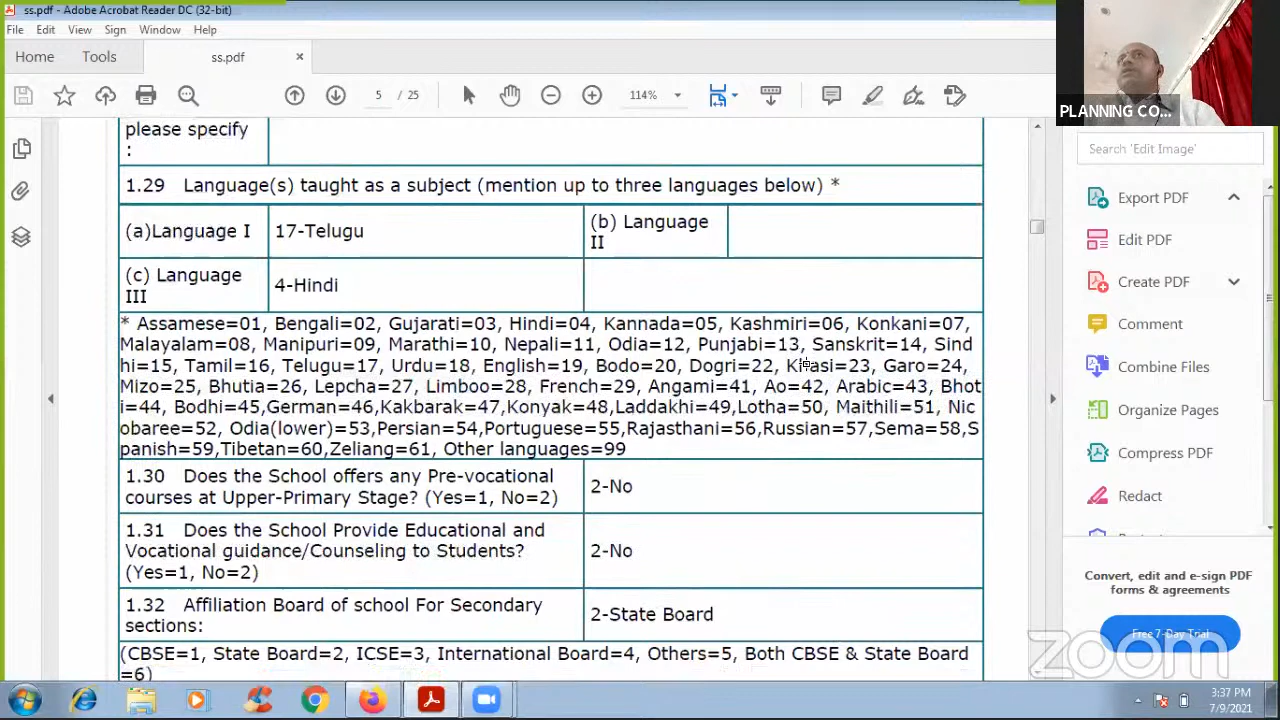 ss.pdf - Adobe Acrobat Reader DC (32-bit)
File Edit View Sign Window Help
Home Tools ss.pdf ×
5 / 25 114%
PLANNING CO...
please specify
:
1.29 Language(s) taught as a subject (mention up to three languages below) *
(a)Language I 17-Telugu (b) Language
II
(c) Language
III 4-Hindi
* Assamese=01, Bengali=02, Gujarati=03, Hindi=04, Kannada=05, Kashmiri=06, Konkani=07,
Malayalam=08, Manipuri=09, Marathi=10, Nepali=11, Odia=12, Punjabi=13, Sanskrit=14, Sind
hi=15, Tamil=16, Telugu=17, Urdu=18, English=19, Bodo=20, Dogri=22, Khasi=23, Garo=24,
Mizo=25, Bhutia=26, Lepcha=27, Limboo=28, French=29, Angami=41, Ao=42, Arabic=43, Bhot
i=44, Bodhi=45,German=46,Kakbarak=47,Konyak=48,Laddakhi=49,Lotha=50, Maithili=51, Nic
obaree=52, Odia(lower)=53,Persian=54,Portuguese=55,Rajasthani=56,Russian=57,Sema=58,S
panish=59,Tibetan=60,Zeliang=61, Other languages=99
1.30 Does the School offers any Pre-vocational
courses at Upper-Primary Stage? (Yes=1, No=2)
2-No
1.31 Does the School Provide Educational and
Vocational guidance/Counseling to Students?
(Yes=1, No=2)
2-No
1.32 Affiliation Board of school For Secondary
sections:
2-State Board
(CBSE=1, State Board=2, ICSE=3, International Board=4, Others=5, Both CBSE & State Board
=6)
Search 'Edit Image'
Export PDF
Edit PDF
Create PDF
Comment
Combine Files
Organize Pages
Compress PDF
Redact
Convert, edit and e-sign PDF
forms & agreements
Free 7-Day Trial
zoom
3:37 PM
7/9/2021